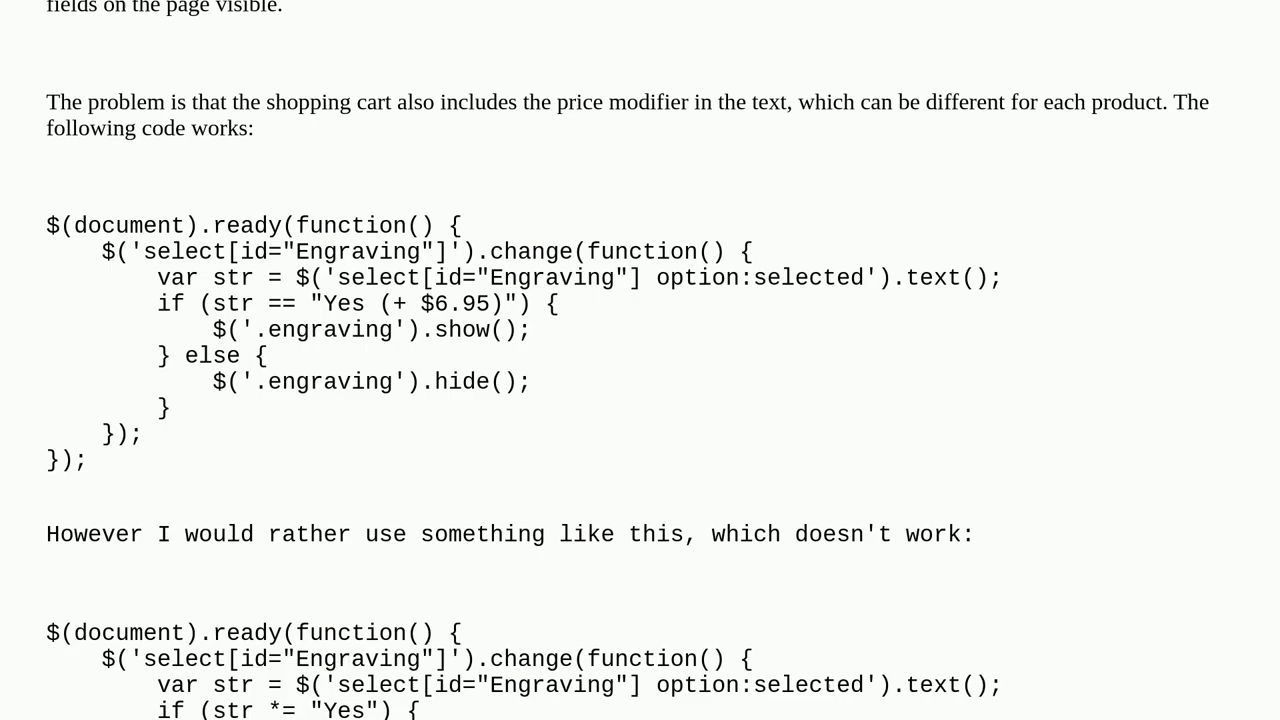 fields on the page visible.
The problem is that the shopping cart also includes the price modifier in the text, which can be different for each product. The
following code works:
$(document).ready(function() {
    $('select[id="Engraving"]').change(function() {
        var str = $('select[id="Engraving"] option:selected').text();
        if (str == "Yes (+ $6.95)") {
            $('.engraving').show();
        } else {
            $('.engraving').hide();
        }
    });
});
However I would rather use something like this, which doesn't work:
$(document).ready(function() {
    $('select[id="Engraving"]').change(function() {
        var str = $('select[id="Engraving"] option:selected').text();
        if (str *= "Yes") {